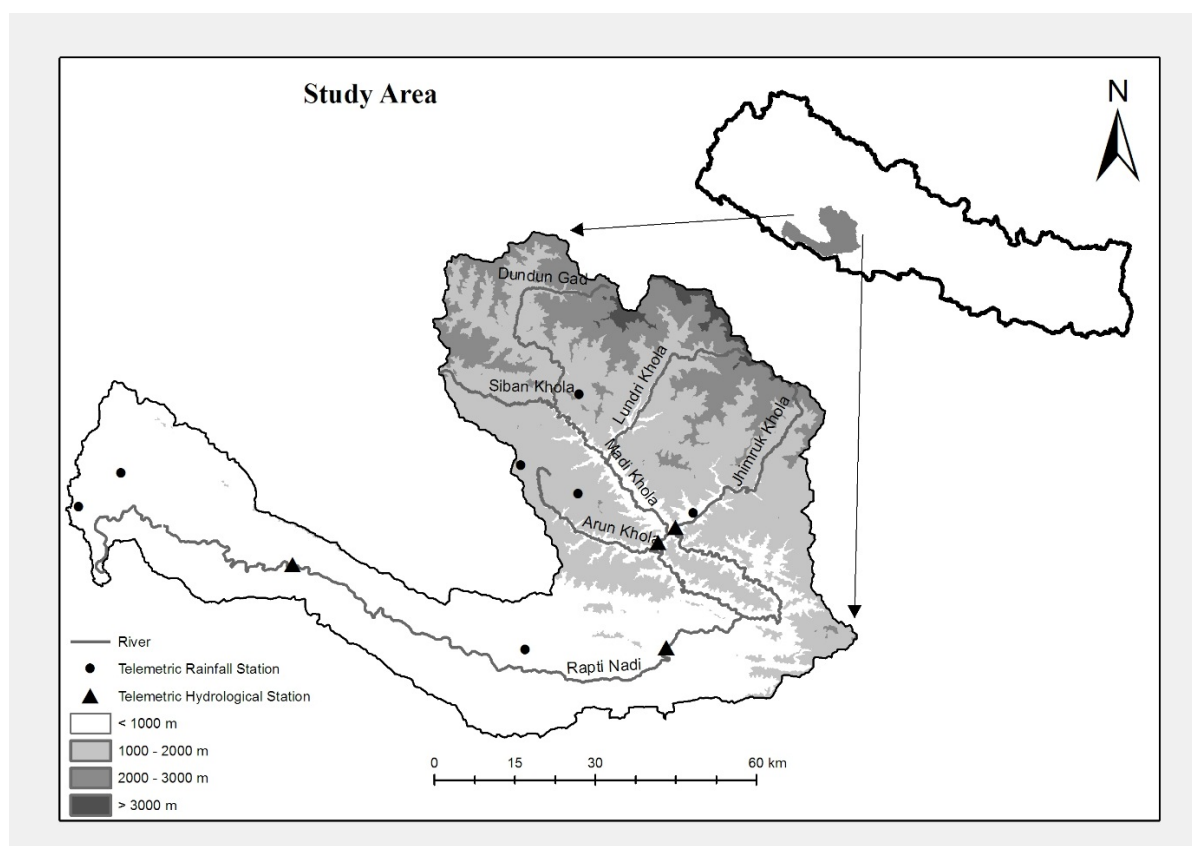 Study Area
N
Dundun Gad
Siban Khola
Lundri Khola
Madi Khola
Jhimruk Khola
Arun Khola
Rapti Nadi
River
Telemetric Rainfall Station
Telemetric Hydrological Station
< 1000 m
1000 - 2000 m
2000 - 3000 m
> 3000 m
0 15 30 60 km